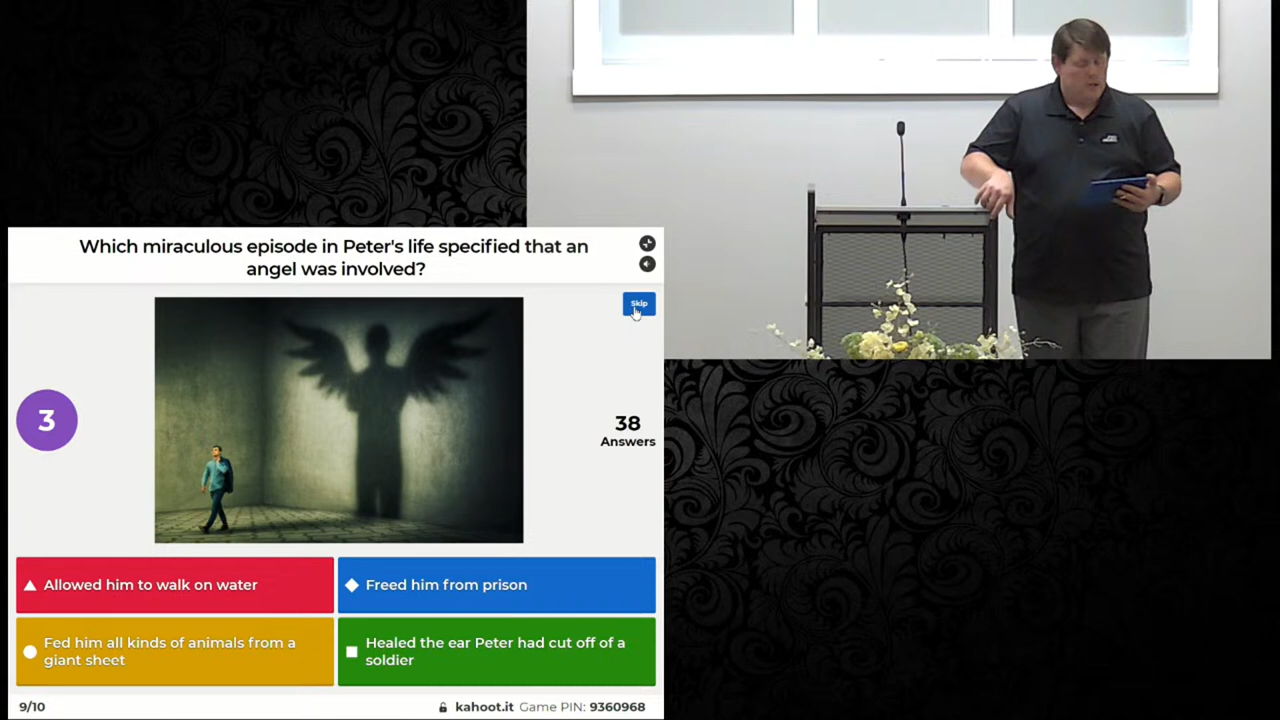 Which miraculous episode in Peter's life specified that an
angel was involved?
Skip
3
38
Answers
Allowed him to walk on water
Freed him from prison
Fed him all kinds of animals from a
giant sheet
Healed the ear Peter had cut off of a
soldier
9/10
kahoot.it Game PIN: 9360968